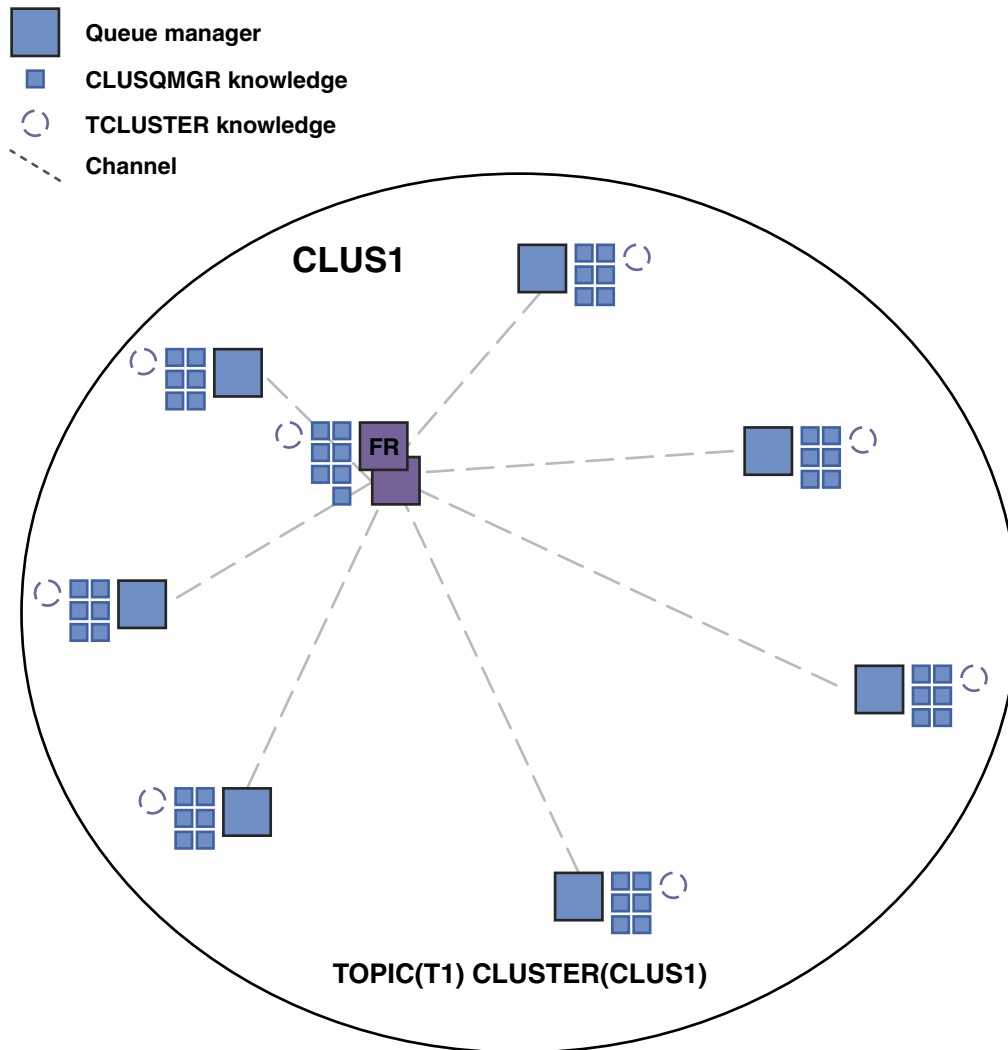 Queue manager
CLUSQMGR knowledge
TCLUSTER knowledge
Channel
CLUS1
FR
TOPIC(T1) CLUSTER(CLUS1)